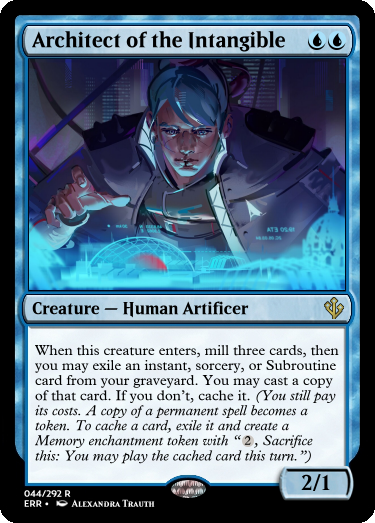 Architect of the Intangible
Creature — Human Artificer
When this creature enters, mill three cards, then
you may exile an instant, sorcery, or Subroutine
card from your graveyard. You may cast a copy
of that card. If you don't, cache it. (You still pay
its costs. A copy of a permanent spell becomes a
token. To cache a card, exile it and create a
Memory enchantment token with “2, Sacrifice
this: You may play the cached card this turn.”)
2/1
044/292 R
ERR • Alexandra Trauth